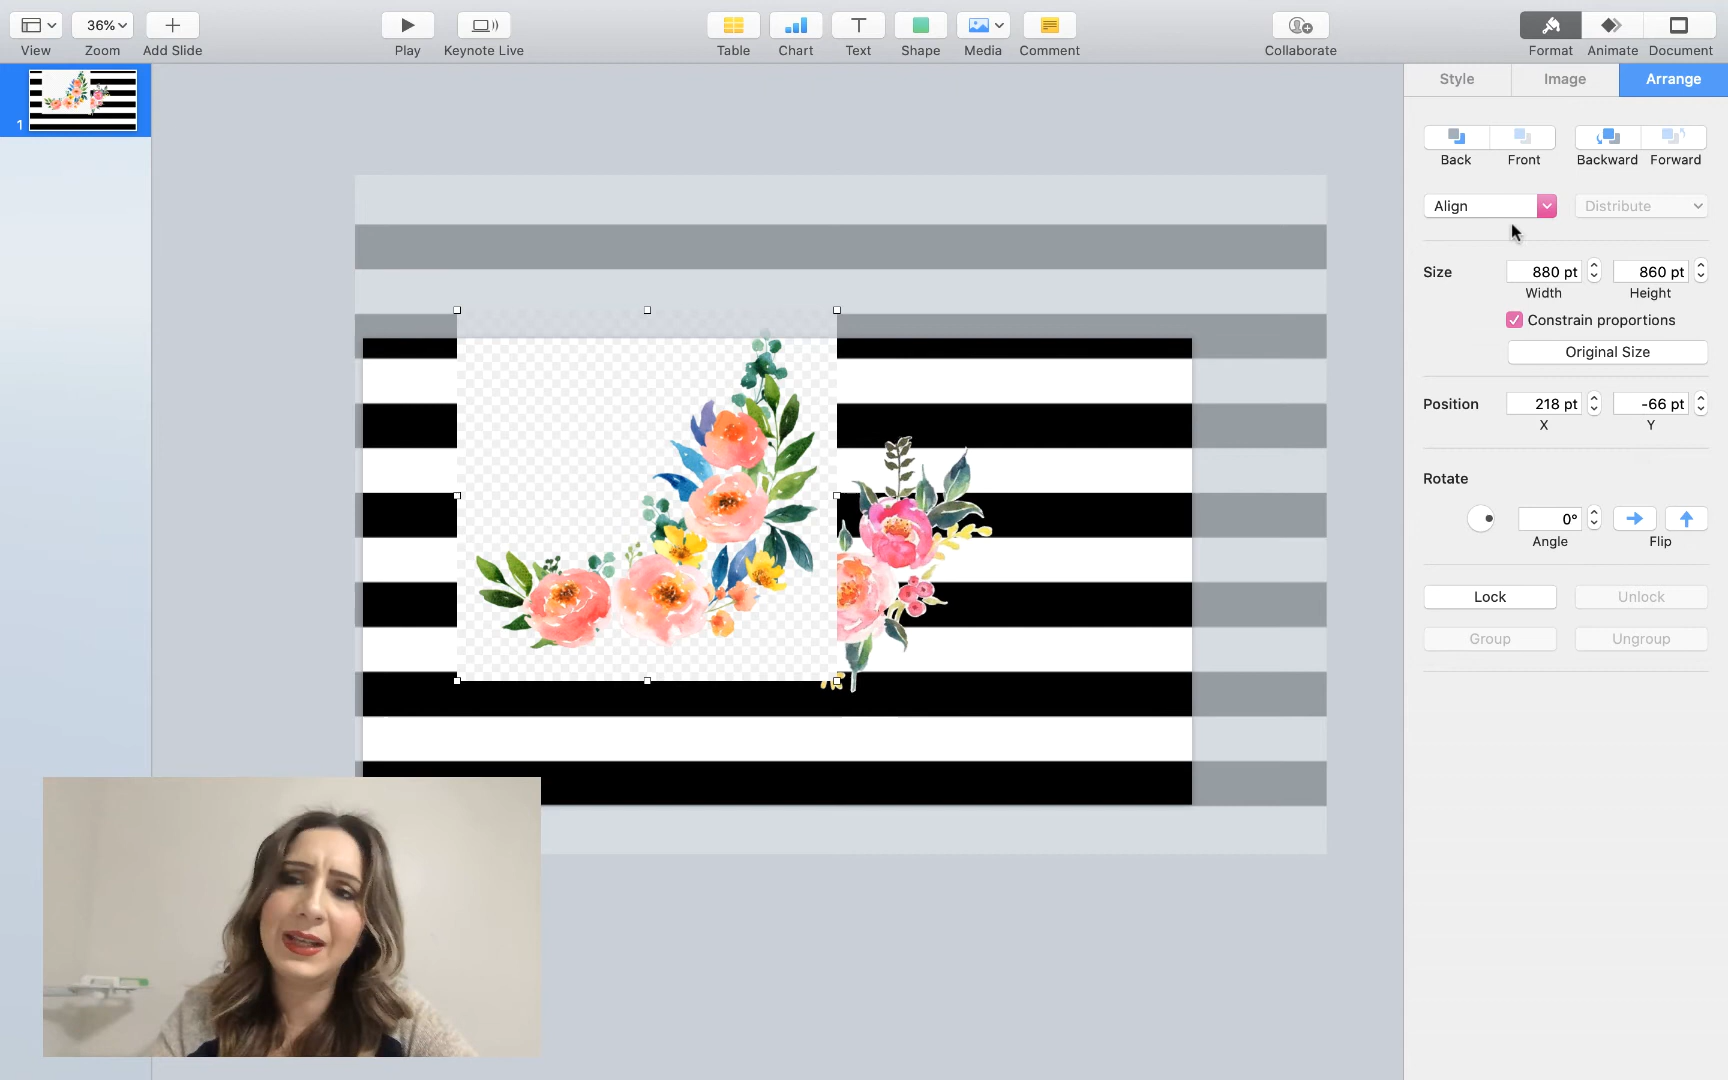 36%
View Zoom Add Slide Play Keynote Live Table Chart Text Shape Media Comment Collaborate Format Animate Document
Style Image Arrange
1
Back Front Backward Forward
Align Distribute
Size 880 pt 860 pt
Width Height
Constrain proportions
Original Size
Position 218 pt -66 pt
X Y
Rotate
0°
Angle Flip
Lock Unlock
Group Ungroup